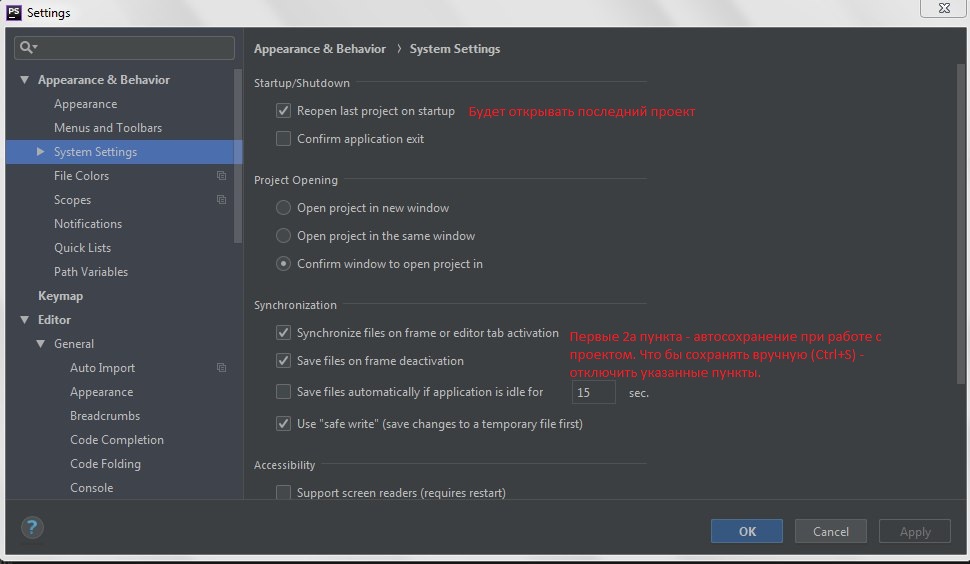 PS Settings
Appearance & Behavior
Appearance
Menus and Toolbars
System Settings
File Colors
Scopes
Notifications
Quick Lists
Path Variables
Keymap
Editor
General
Auto Import
Appearance
Breadcrumbs
Code Completion
Code Folding
Console
Appearance & Behavior › System Settings
Startup/Shutdown
Reopen last project on startup Будет открывать последний проект
Confirm application exit
Project Opening
Open project in new window
Open project in the same window
Confirm window to open project in
Synchronization
Synchronize files on frame or editor tab activation
Save files on frame deactivation
Первые 2а пункта - автосохранение при работе с
проектом. Что бы сохранять вручную (Ctrl+S) -
отключить указанные пункты.
Save files automatically if application is idle for 15 sec.
Use "safe write" (save changes to a temporary file first)
Accessibility
Support screen readers (requires restart)
?
OK Cancel Apply